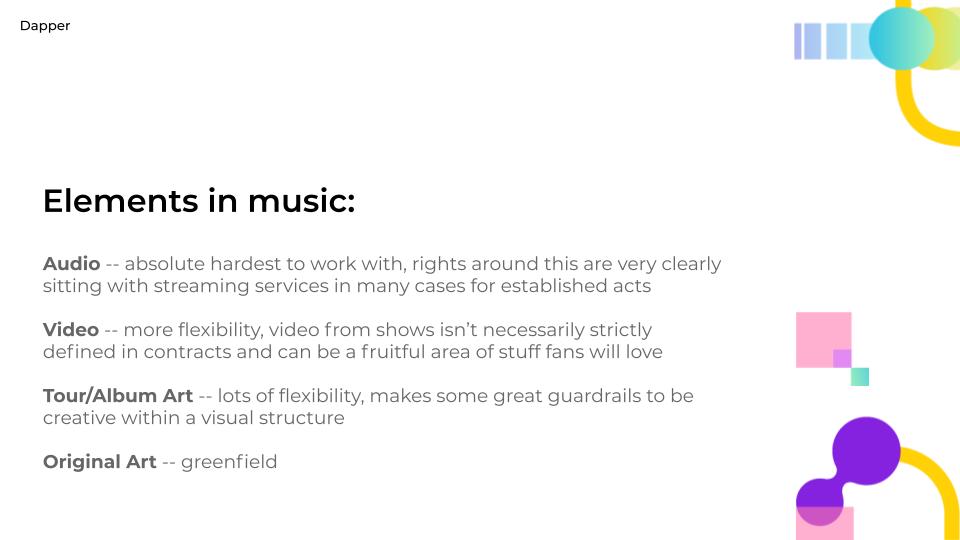 Dapper
Elements in music:
Audio -- absolute hardest to work with, rights around this are very clearly
sitting with streaming services in many cases for established acts
Video -- more flexibility, video from shows isn’t necessarily strictly
defined in contracts and can be a fruitful area of stuff fans will love
Tour/Album Art -- lots of flexibility, makes some great guardrails to be
creative within a visual structure
Original Art -- greenfield